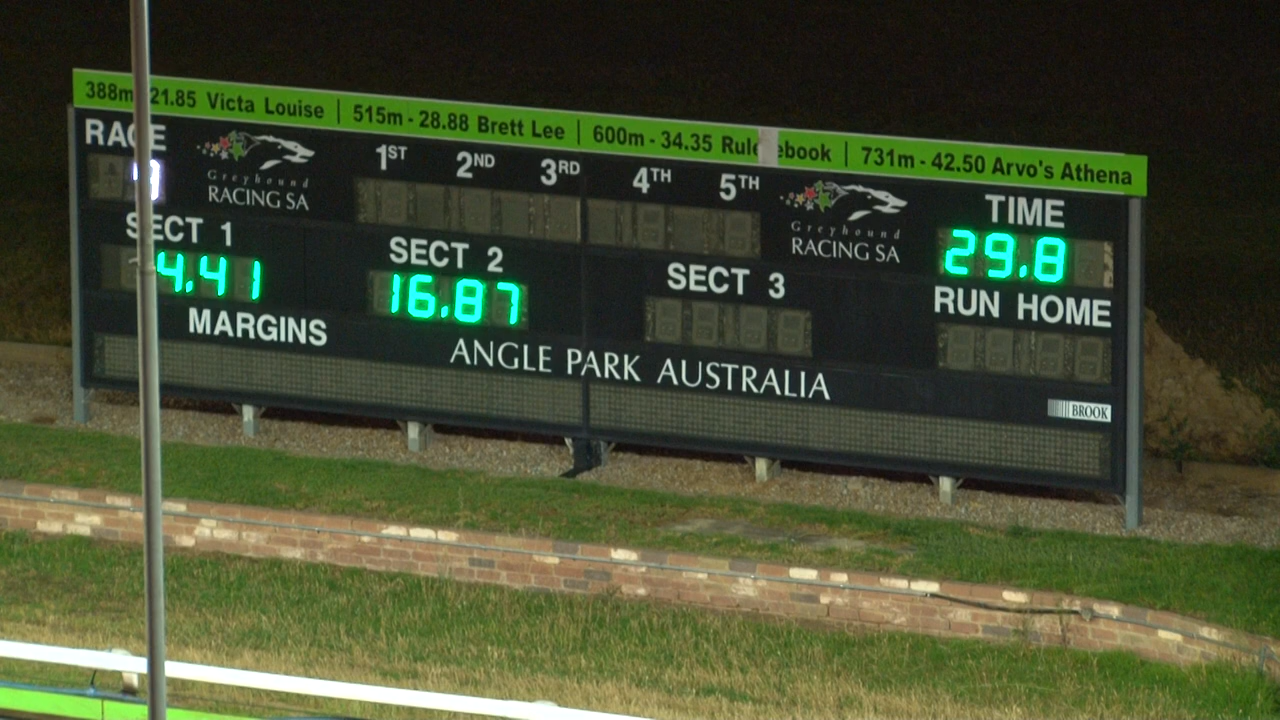 388m 21.85 Victa Louise | 515m - 28.88 Brett Lee | 600m - 34.35 Rule ebook | 731m - 42.50 Arvo's Athena
RACE
Greyhound
RACING SA
1ST 2ND 3RD 4TH 5TH
Greyhound
RACING SA
TIME
29.8
SECT 1
4.41
SECT 2
16.87
SECT 3
RUN HOME
MARGINS
ANGLE PARK AUSTRALIA
BROOK